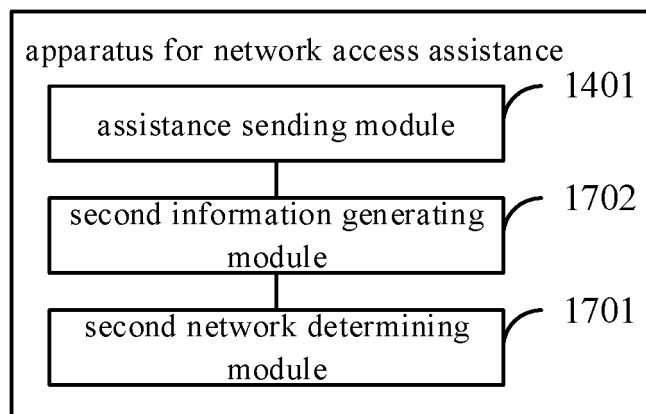 apparatus for network access assistance
1401
assistance sending module
1702
second information generating
module
1701
second network determining
module